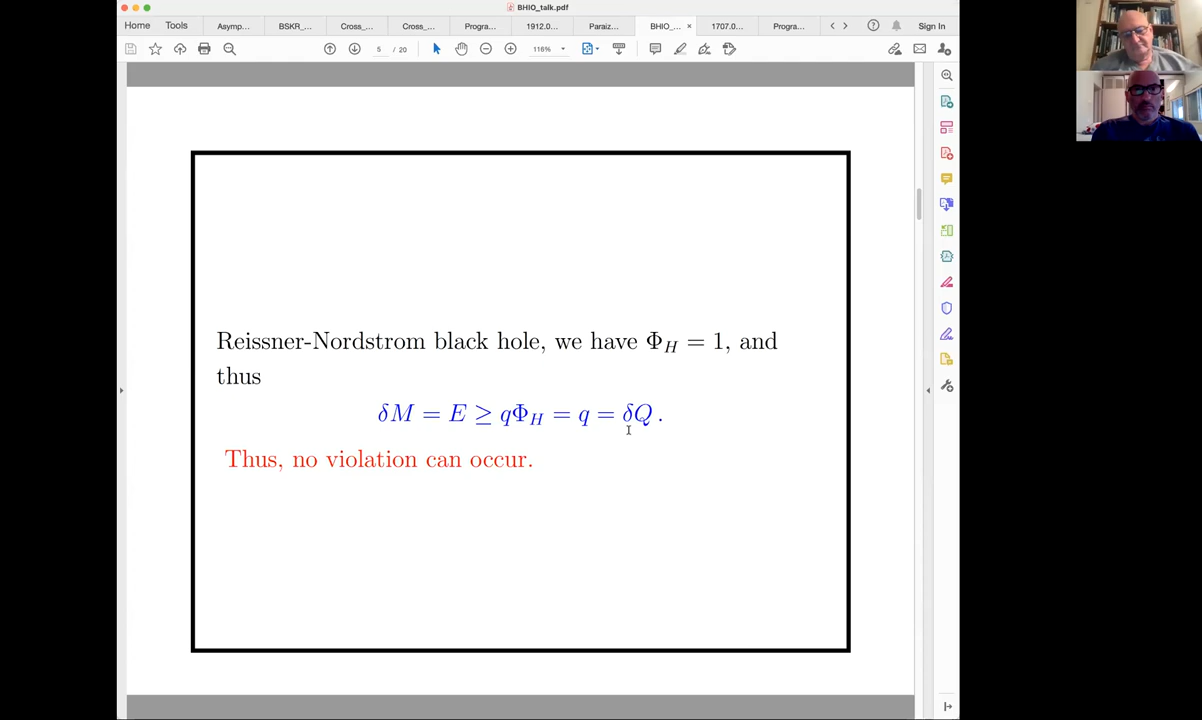 BHIO_talk.pdf
Home Tools Asymp... BSKR_... Cross_... Cross_... Progra... 1912.0... Paraiz... BHIO_... × 1707.0... Progra... Sign In
5 / 20 116%
Reissner-Nordstrom black hole, we have Φ_H = 1, and
thus
δM = E ≥ qΦ_H = q = δQ .
Thus, no violation can occur.